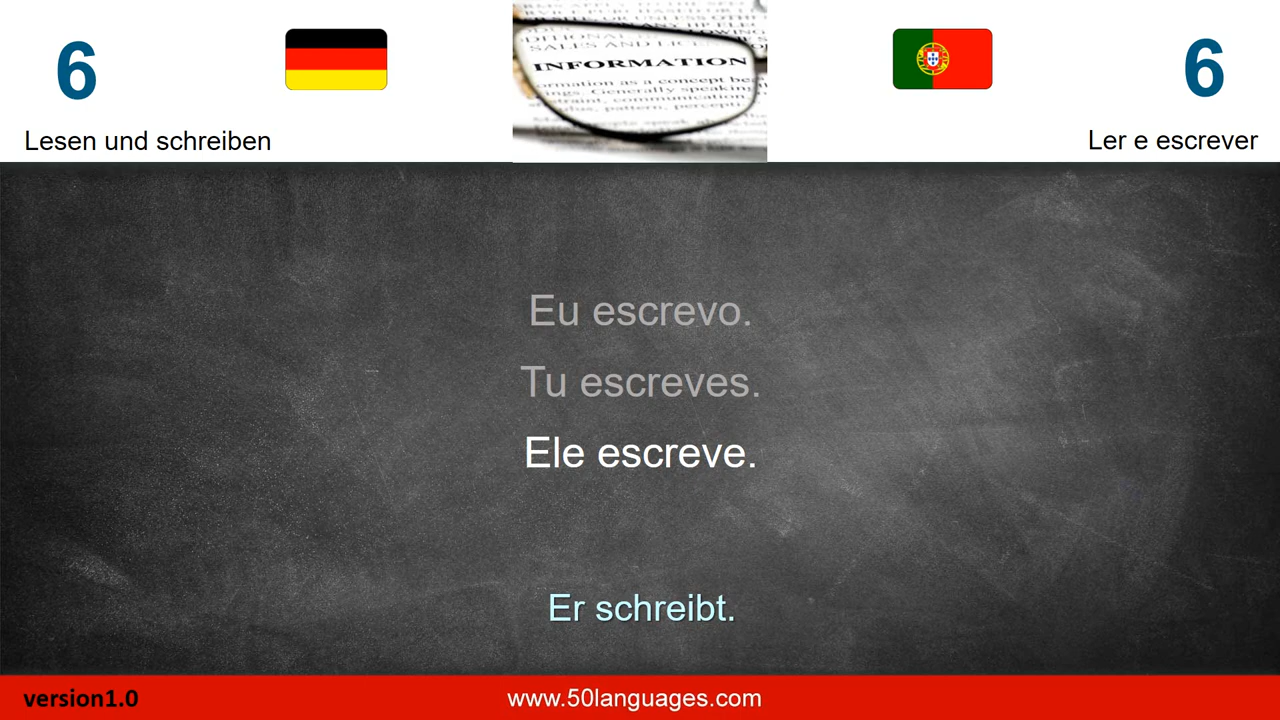 6
Lesen und schreiben
INFORMATION
6
Ler e escrever
Eu escrevo.
Tu escreves.
Ele escreve.
Er schreibt.
version1.0
www.50languages.com